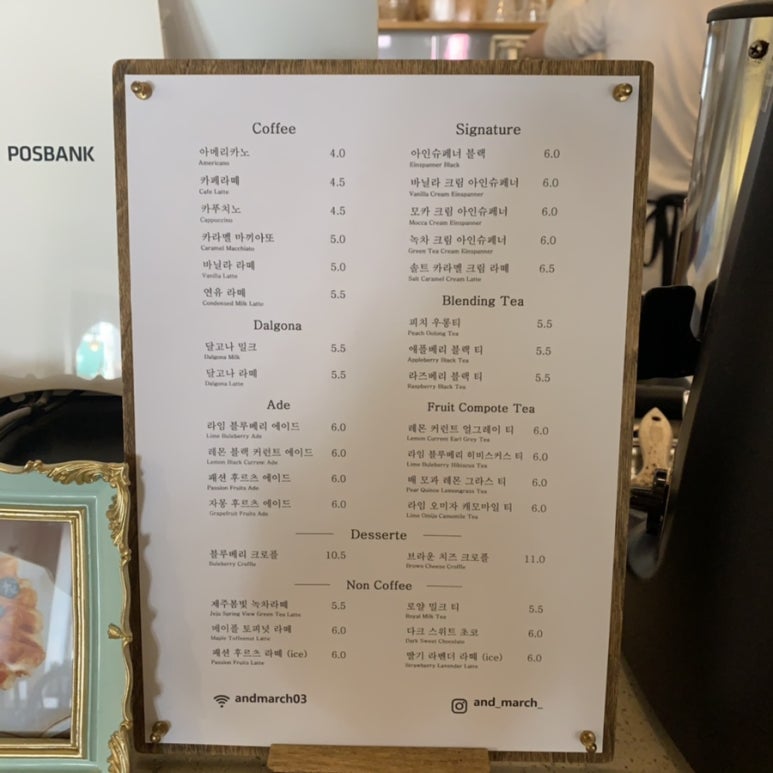 POSBANK
Coffee
아메리카노 4.0
Americano
카페라떼 4.5
Cafe Latte
카푸치노 4.5
Cappuccino
카라멜 마끼아또 5.0
Caramel Macchiato
바닐라 라떼 5.0
Vanilla Latte
연유 라떼 5.5
Condensed Milk Latte
Dalgona
달고나 밀크 5.5
Dalgona Milk
달고나 라떼 5.5
Dalgona Latte
Ade
라임 블루베리 에이드 6.0
Lime Buleberry Ade
레몬 블랙 커런트 에이드 6.0
Lemon Black Currant Ade
패션 후르츠 에이드 6.0
Passion Fruits Ade
자몽 후르츠 에이드 6.0
Grapefruit Fruits Ade
Signature
아인슈페너 블랙 6.0
Einspanner Black
바닐라 크림 아인슈페너 6.0
Vanilla Cream Einspanner
모카 크림 아인슈페너 6.0
Mocca Cream Einspanner
녹차 크림 아인슈페너 6.0
Green Tea Cream Einspanner
솔트 카라멜 크림 라떼 6.5
Salt Caramel Cream Latte
Blending Tea
피치 우롱티 5.5
Peach Oolong Tea
애플베리 블랙 티 5.5
Appleberry Black Tea
라즈베리 블랙 티 5.5
Raspberry Black Tea
Fruit Compote Tea
레몬 커런트 얼그레이 티 6.0
Lemon Current Earl Grey Tea
라임 블루베리 히비스커스 티 6.0
Lime Buleberry Hibiscus Tea
배 모과 레몬 그라스 티 6.0
Pear Quince Lemongrass Tea
라임 오미자 캐모마일 티 6.0
Lime Omija Camomile Tea
Desserte
블루베리 크로플 10.5
Buleberry Croffle
브라운 치즈 크로플 11.0
Brown Cheese Croffle
Non Coffee
제주봄빛 녹차라떼 5.5
Jeju Spring View Green Tea Latte
메이플 토피넛 라떼 6.0
Maple Toffeenut Latte
패션 후르츠 라떼 (ice) 6.0
Passion Fruits Latte
로얄 밀크 티 5.5
Royal Milk Tea
다크 스위트 초코 6.0
Dark Sweet Chocolate
딸기 라벤더 라떼 (ice) 6.0
Strawberry Lavender Latte
andmarch03
and_march_